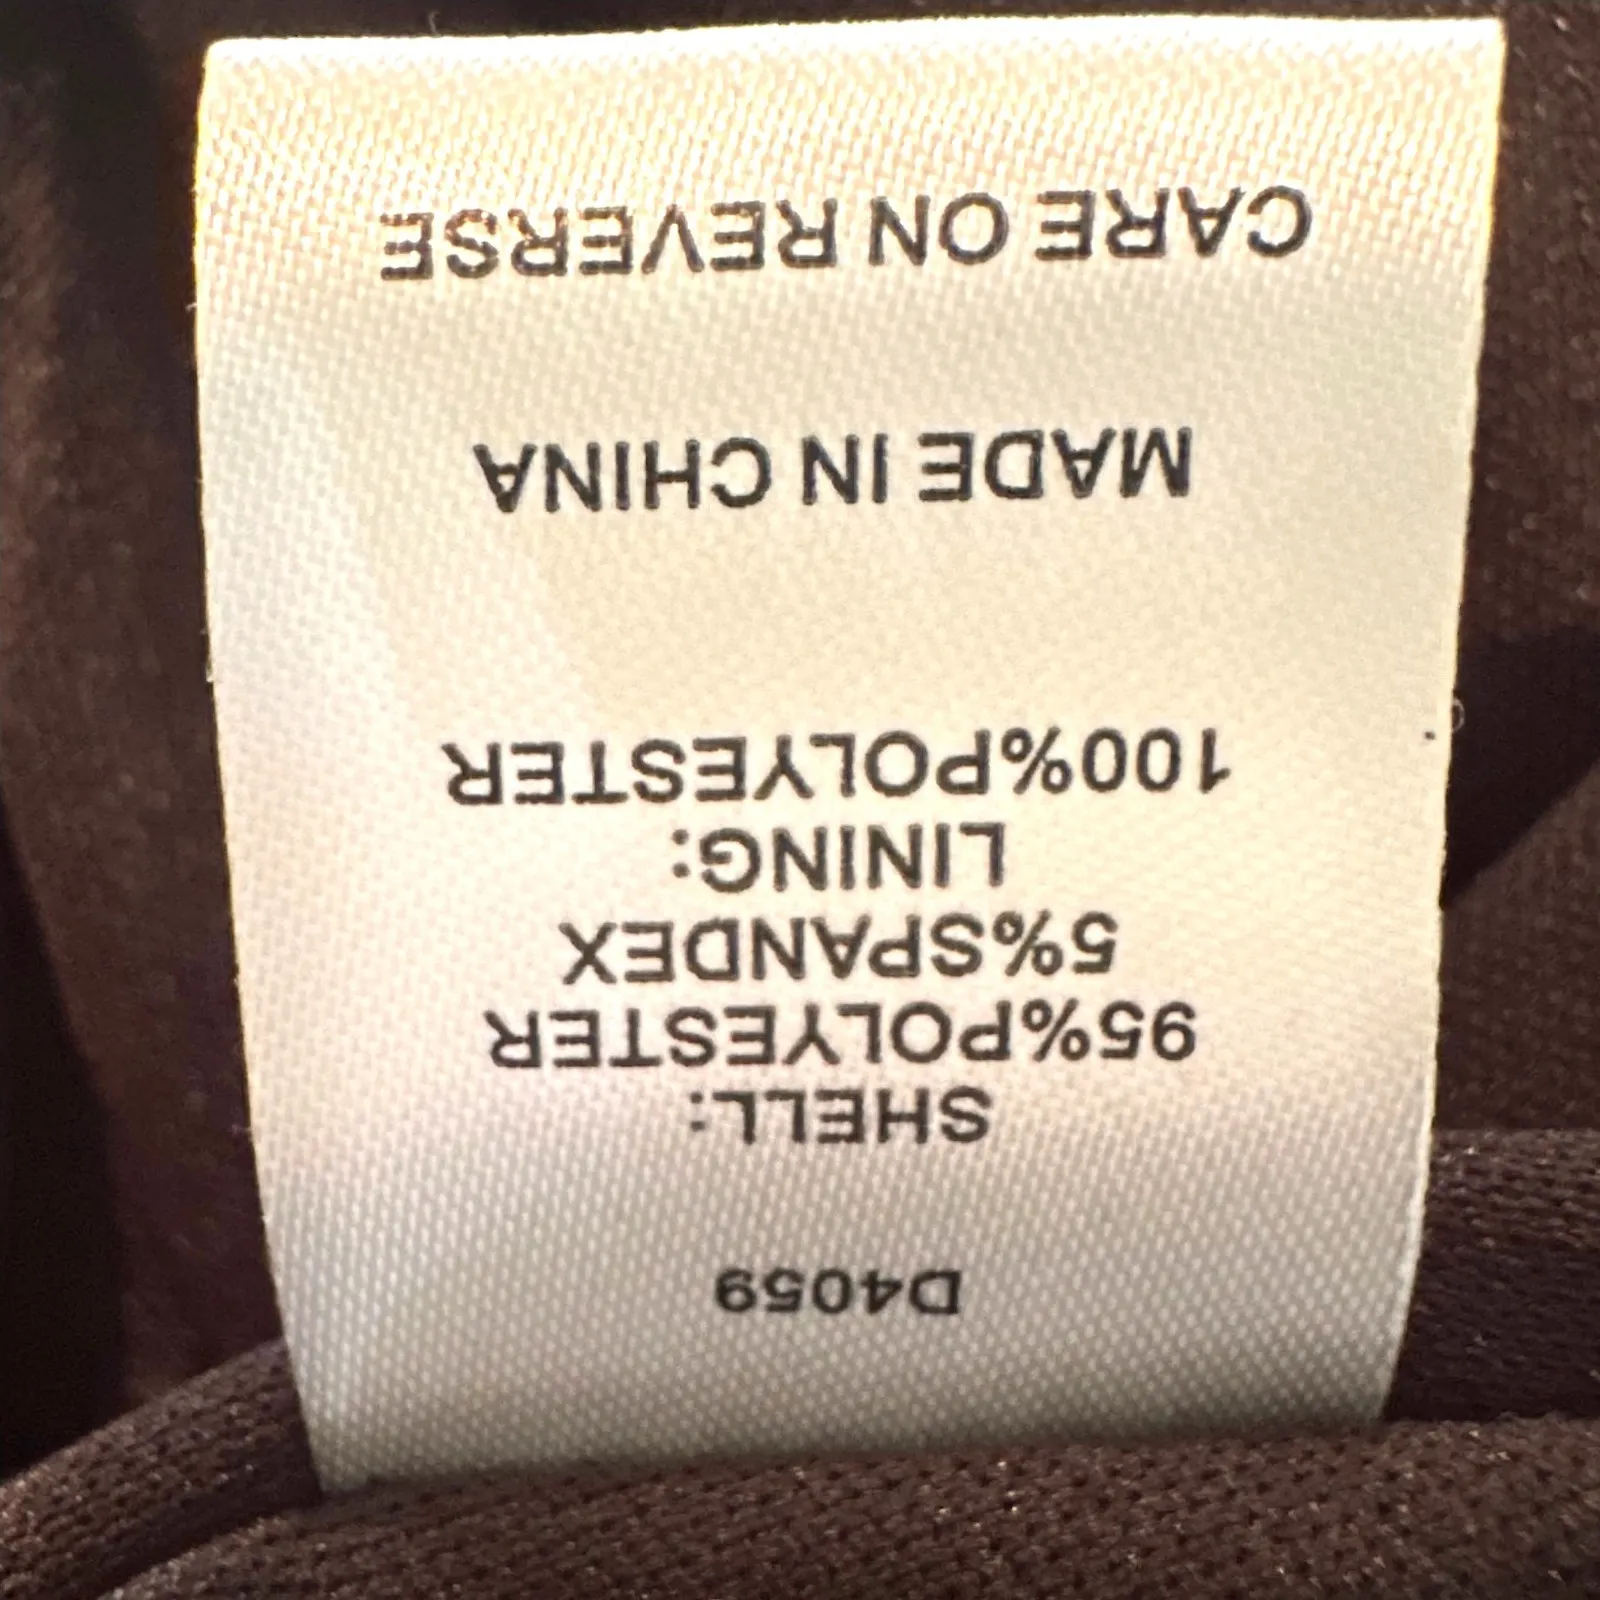 D4059
SHELL:
95%POLYESTER
5%SPANDEX
LINING:
100%POLYESTER
MADE IN CHINA
CARE ON REVERSE